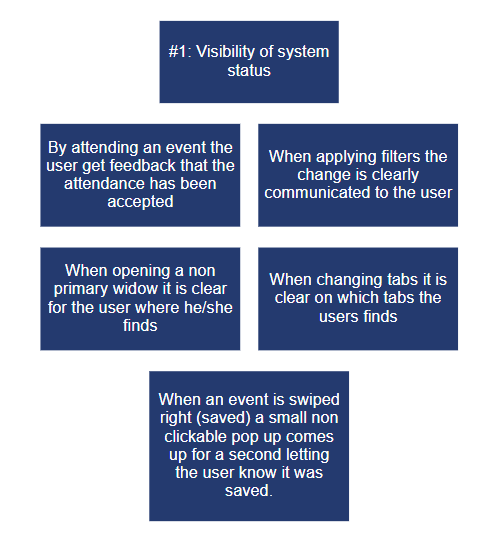 #1: Visibility of system
status
By attending an event the
user get feedback that the
attendance has been
accepted
When applying filters the
change is clearly
communicated to the user
When opening a non
primary widow it is clear
for the user where he/she
finds
When changing tabs it is
clear on which tabs the
users finds
When an event is swiped
right (saved) a small non
clickable pop up comes
up for a second letting
the user know it was
saved.